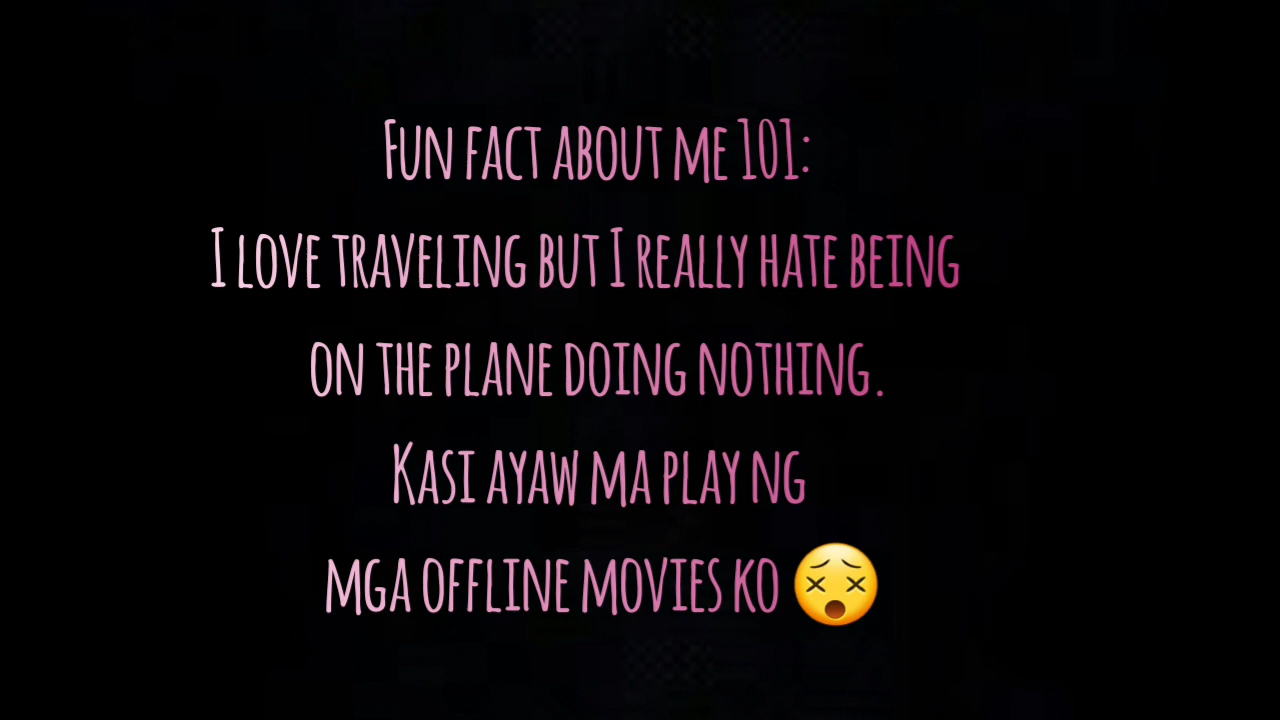 Fun fact about me 101:
I love traveling but I really hate being
on the plane doing nothing.
Kasi ayaw ma play ng
mga offline movies ko 😵